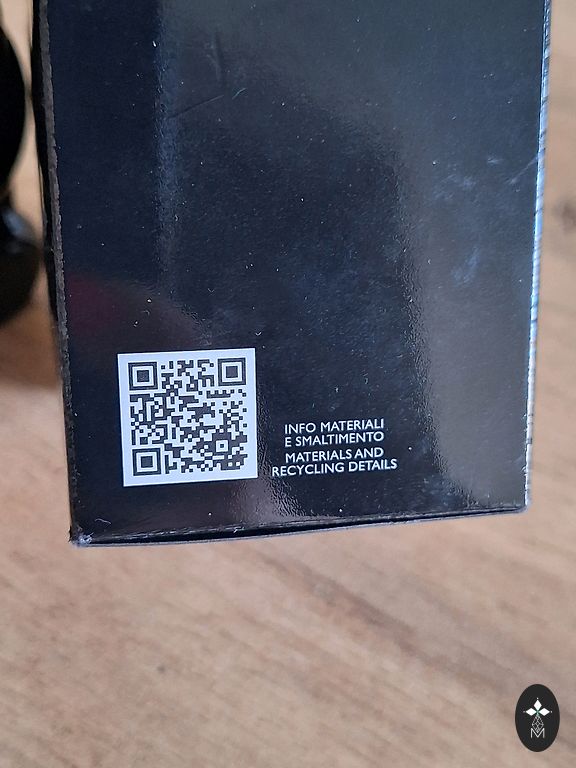 INFO MATERIALI
E SMALTIMENTO
MATERIALS AND
RECYCLING DETAILS
M